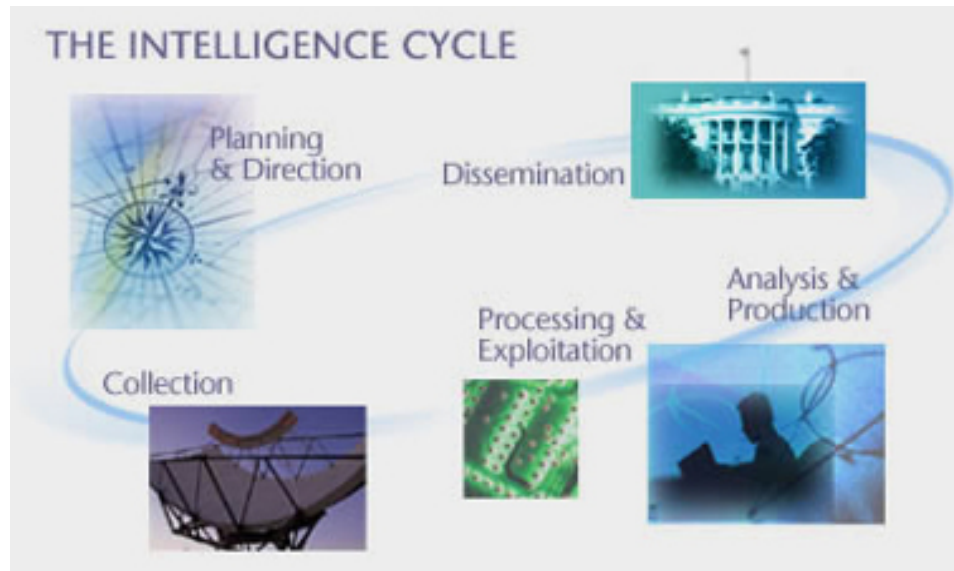 THE INTELLIGENCE CYCLE
Planning
& Direction
Dissemination
Analysis &
Production
Processing &
Exploitation
Collection